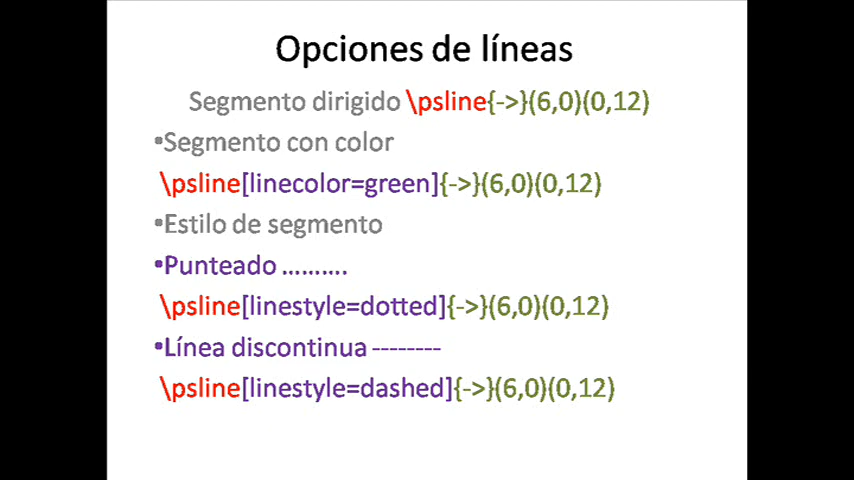 Opciones de líneas
Segmento dirigido \psline{->}(6,0)(0,12)
•Segmento con color
\psline[linecolor=green]{->}(6,0)(0,12)
•Estilo de segmento
•Punteado ……….
\psline[linestyle=dotted]{->}(6,0)(0,12)
•Línea discontinua --------
\psline[linestyle=dashed]{->}(6,0)(0,12)